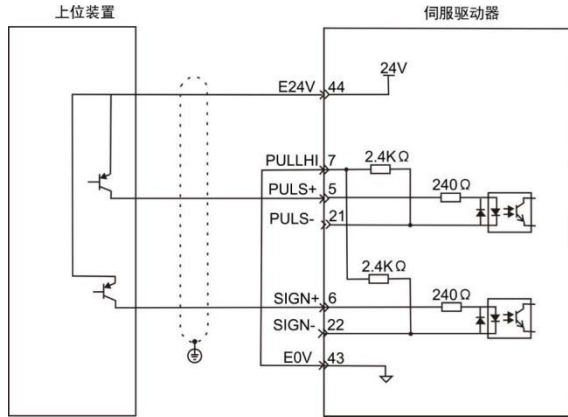 上位装置
伺服驱动器
24V
E24V 44
PULLHI 7
2.4KΩ
PULS+ 5
240Ω
PULS- 21
2.4KΩ
SIGN+ 6
240Ω
SIGN- 22
E0V 43